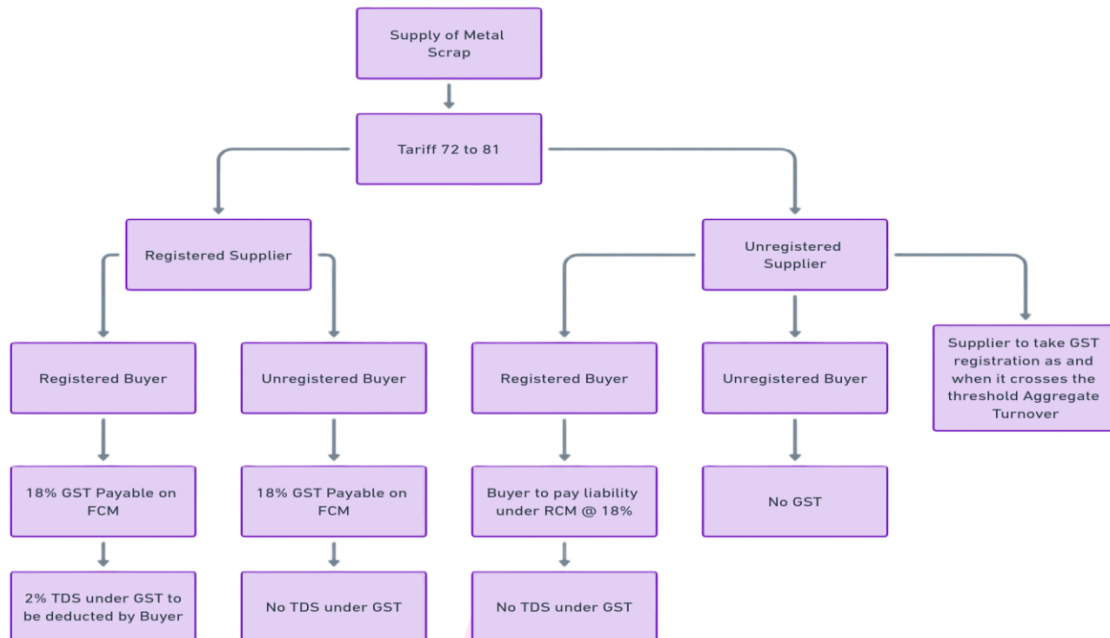 Supply of Metal
Scrap
Tariff 72 to 81
Registered Supplier
Unregistered
Supplier
Registered Buyer
Unregistered Buyer
Registered Buyer
Unregistered Buyer
Supplier to take GST
registration as and
when it crosses the
threshold Aggregate
Turnover
18% GST Payable on
FCM
18% GST Payable on
FCM
Buyer to pay liability
under RCM @ 18%
No GST
2% TDS under GST to
be deducted by Buyer
No TDS under GST
No TDS under GST